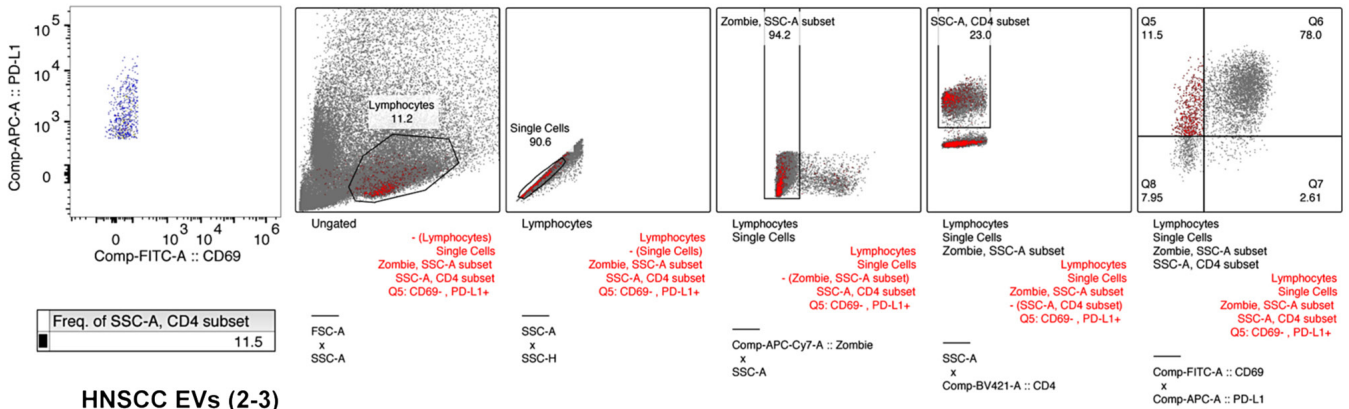 Comp-APC-A :: PD-L1
10^5
10^4
10^3
0
0
10^3
10^4
10^6
Comp-FITC-A :: CD69
Freq. of SSC-A, CD4 subset
11.5
HNSCC EVs (2-3)
Lymphocytes
11.2
Ungated
- (Lymphocytes)
Single Cells
Zombie, SSC-A subset
SSC-A, CD4 subset
Q5: CD69- , PD-L1+
FSC-A
x
SSC-A
Single Cells
90.6
Lymphocytes
Lymphocytes
- (Single Cells)
Zombie, SSC-A subset
SSC-A, CD4 subset
Q5: CD69- , PD-L1+
SSC-A
x
SSC-H
Zombie, SSC-A subset
94.2
Lymphocytes
Single Cells
Lymphocytes
Single Cells
- (Zombie, SSC-A subset)
SSC-A, CD4 subset
Q5: CD69- , PD-L1+
Comp-APC-Cy7-A :: Zombie
x
SSC-A
SSC-A, CD4 subset
23.0
Lymphocytes
Single Cells
Zombie, SSC-A subset
Lymphocytes
Single Cells
Zombie, SSC-A subset
- (SSC-A, CD4 subset)
Q5: CD69- , PD-L1+
SSC-A
x
Comp-BV421-A :: CD4
Q5
11.5
Q6
78.0
Q8
7.95
Q7
2.61
Lymphocytes
Single Cells
Zombie, SSC-A subset
SSC-A, CD4 subset
Lymphocytes
Single Cells
Zombie, SSC-A subset
SSC-A, CD4 subset
Q5: CD69- , PD-L1+
Comp-FITC-A :: CD69
x
Comp-APC-A :: PD-L1